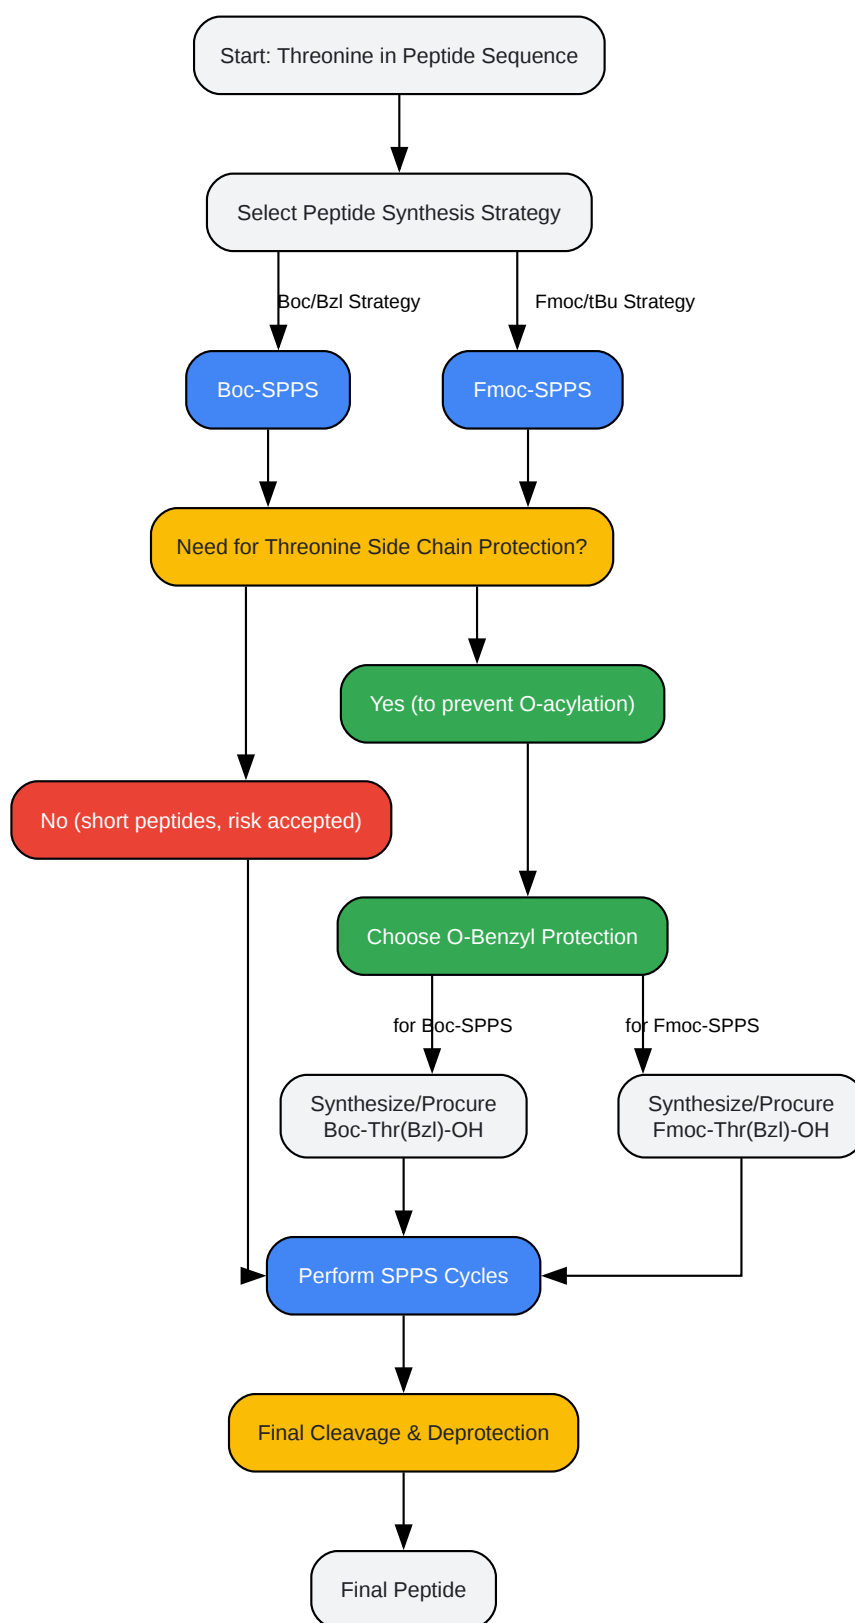 Start: Threonine in Peptide Sequence
Select Peptide Synthesis Strategy
Boc/Bzl Strategy
Fmoc/tBu Strategy
Boc-SPPS
Fmoc-SPPS
Need for Threonine Side Chain Protection?
Yes (to prevent O-acylation)
No (short peptides, risk accepted)
Choose O-Benzyl Protection
for Boc-SPPS
for Fmoc-SPPS
Synthesize/Procure
Boc-Thr(Bzl)-OH
Synthesize/Procure
Fmoc-Thr(Bzl)-OH
Perform SPPS Cycles
Final Cleavage & Deprotection
Final Peptide